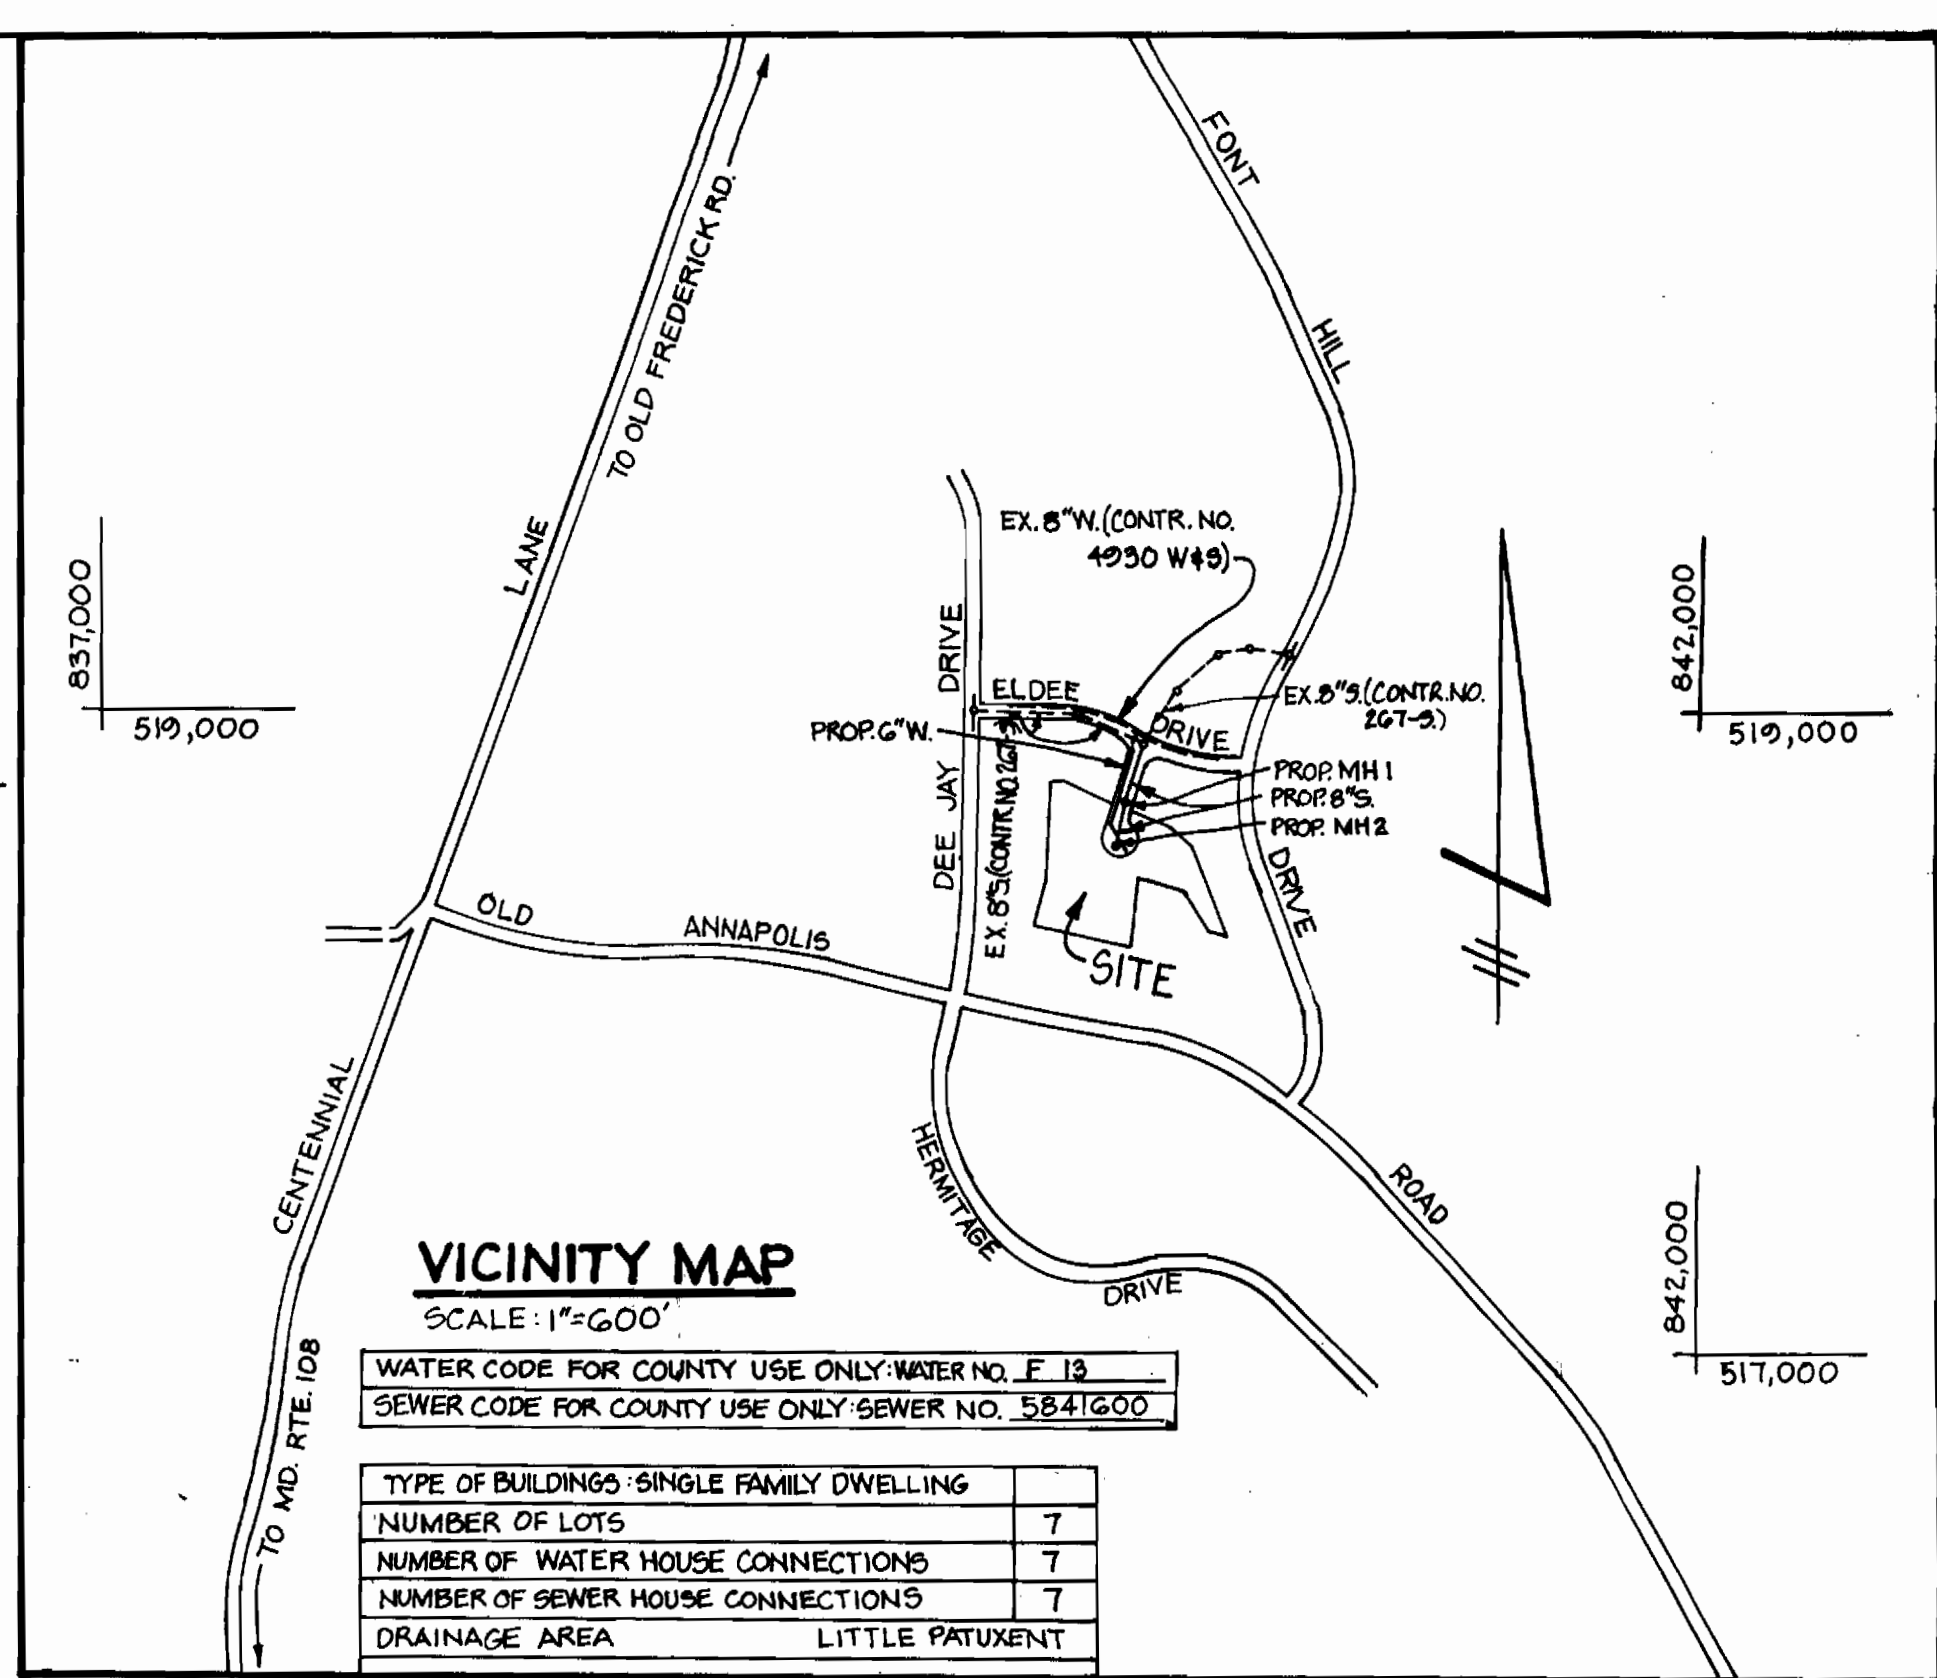 FONT
HILL
DRIVE
TO OLD FREDERICK RD.
LANE
CENTENNIAL
TO MD. RTE. 108
837,000
519,000
842,000
519,000
842,000
517,000
EX. 8"W. (CONTR. NO.
4930 W&S)
DEE JAY DRIVE
ELDEE
DRIVE
EX. 8"S. (CONTR. NO.
267-S.)
PROP. 6"W.
EX. 8"S. (CONTR. NO. 267-S)
PROP. MH 1
PROP. 8"S.
PROP. MH 2
SITE
OLD
ANNAPOLIS
ROAD
HERMITAGE
DRIVE
VICINITY MAP
SCALE: 1"=600'
WATER CODE FOR COUNTY USE ONLY: WATER NO. F 13
SEWER CODE FOR COUNTY USE ONLY: SEWER NO. 5841600
TYPE OF BUILDINGS: SINGLE FAMILY DWELLING
NUMBER OF LOTS 7
NUMBER OF WATER HOUSE CONNECTIONS 7
NUMBER OF SEWER HOUSE CONNECTIONS 7
DRAINAGE AREA LITTLE PATUXENT